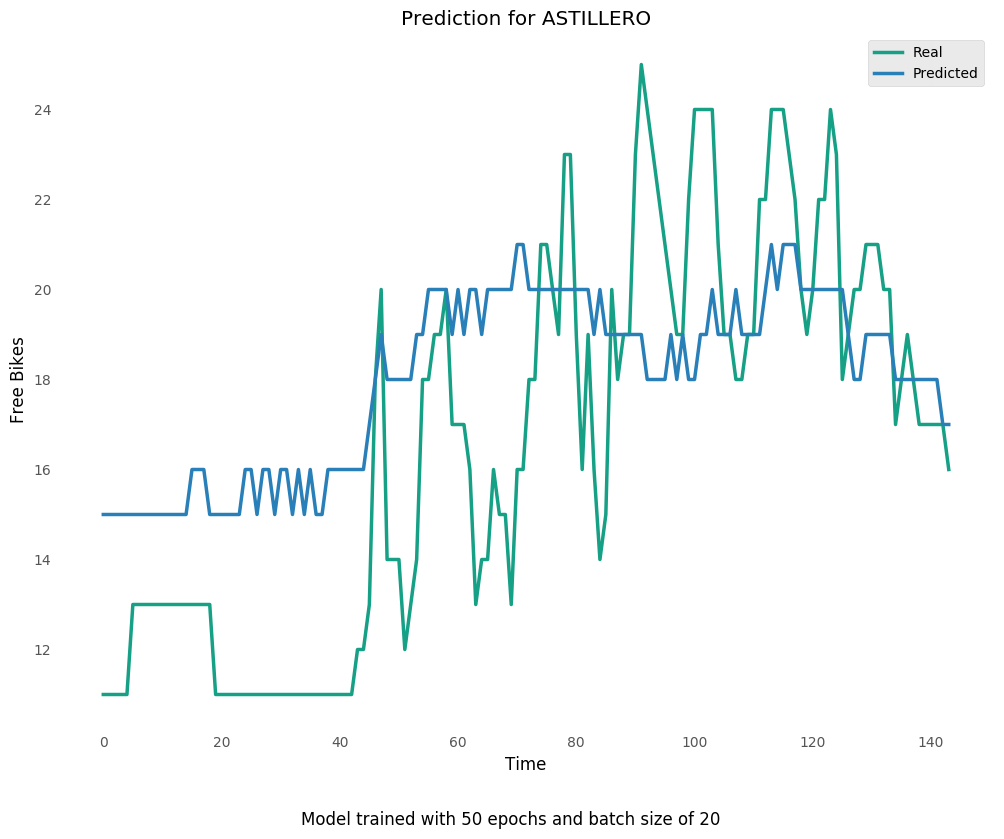 Prediction for ASTILLERO
Real
Predicted
24
22
20
18
16
14
12
Free Bikes
0 20 40 60 80 100 120 140
Time
Model trained with 50 epochs and batch size of 20